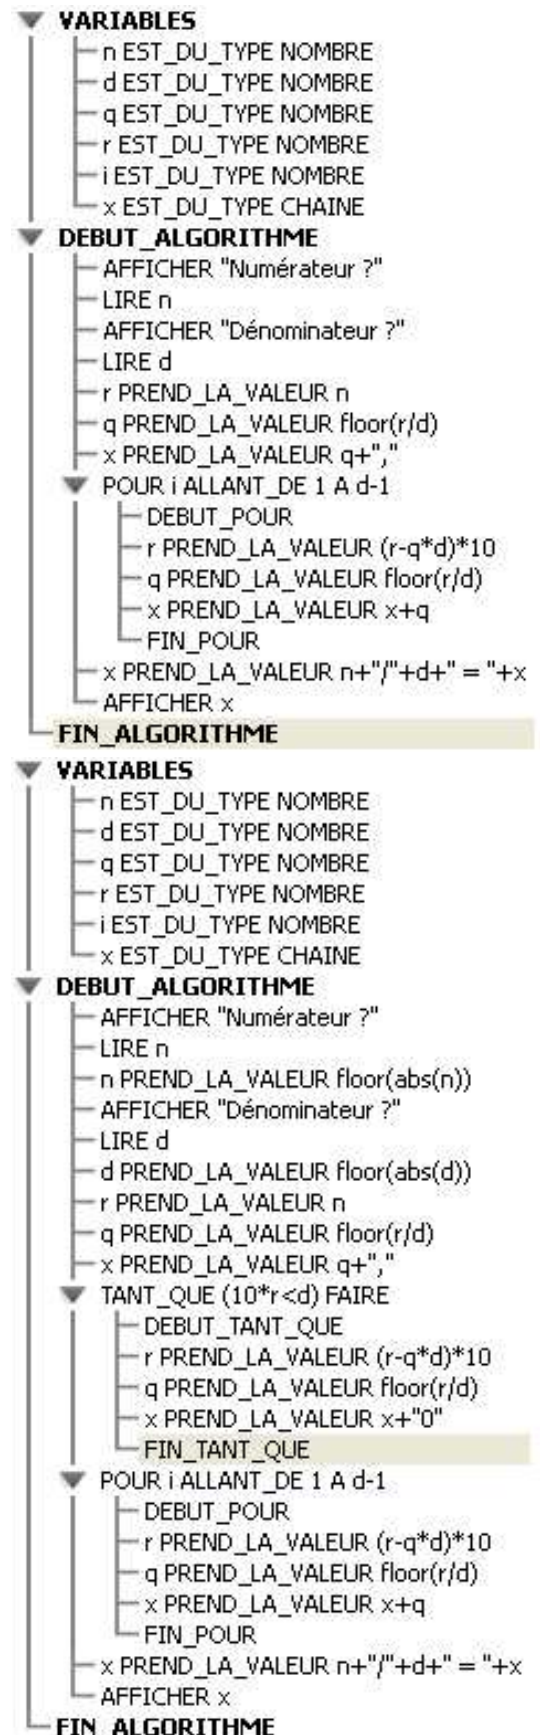 VARIABLES
n EST_DU_TYPE NOMBRE
d EST_DU_TYPE NOMBRE
q EST_DU_TYPE NOMBRE
r EST_DU_TYPE NOMBRE
i EST_DU_TYPE NOMBRE
x EST_DU_TYPE CHAINE
DEBUT_ALGORITHME
AFFICHER "Numérateur ?"
LIRE n
AFFICHER "Dénominateur ?"
LIRE d
r PREND_LA_VALEUR n
q PREND_LA_VALEUR floor(r/d)
x PREND_LA_VALEUR q+","
POUR i ALLANT_DE 1 A d-1
DEBUT_POUR
r PREND_LA_VALEUR (r-q*d)*10
q PREND_LA_VALEUR floor(r/d)
x PREND_LA_VALEUR x+q
FIN_POUR
x PREND_LA_VALEUR n+"/"+d+" = "+x
AFFICHER x
FIN_ALGORITHME
VARIABLES
n EST_DU_TYPE NOMBRE
d EST_DU_TYPE NOMBRE
q EST_DU_TYPE NOMBRE
r EST_DU_TYPE NOMBRE
i EST_DU_TYPE NOMBRE
x EST_DU_TYPE CHAINE
DEBUT_ALGORITHME
AFFICHER "Numérateur ?"
LIRE n
n PREND_LA_VALEUR floor(abs(n))
AFFICHER "Dénominateur ?"
LIRE d
d PREND_LA_VALEUR floor(abs(d))
r PREND_LA_VALEUR n
q PREND_LA_VALEUR floor(r/d)
x PREND_LA_VALEUR q+","
TANT_QUE (10*r<d) FAIRE
DEBUT_TANT_QUE
r PREND_LA_VALEUR (r-q*d)*10
q PREND_LA_VALEUR floor(r/d)
x PREND_LA_VALEUR x+"0"
FIN_TANT_QUE
POUR i ALLANT_DE 1 A d-1
DEBUT_POUR
r PREND_LA_VALEUR (r-q*d)*10
q PREND_LA_VALEUR floor(r/d)
x PREND_LA_VALEUR x+q
FIN_POUR
x PREND_LA_VALEUR n+"/"+d+" = "+x
AFFICHER x
FIN_ALGORITHME